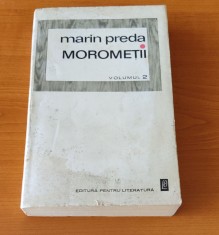 marin preda
MOROMEȚII
VOLUMUL 2
EDITURA PENTRU LITERATURĂ